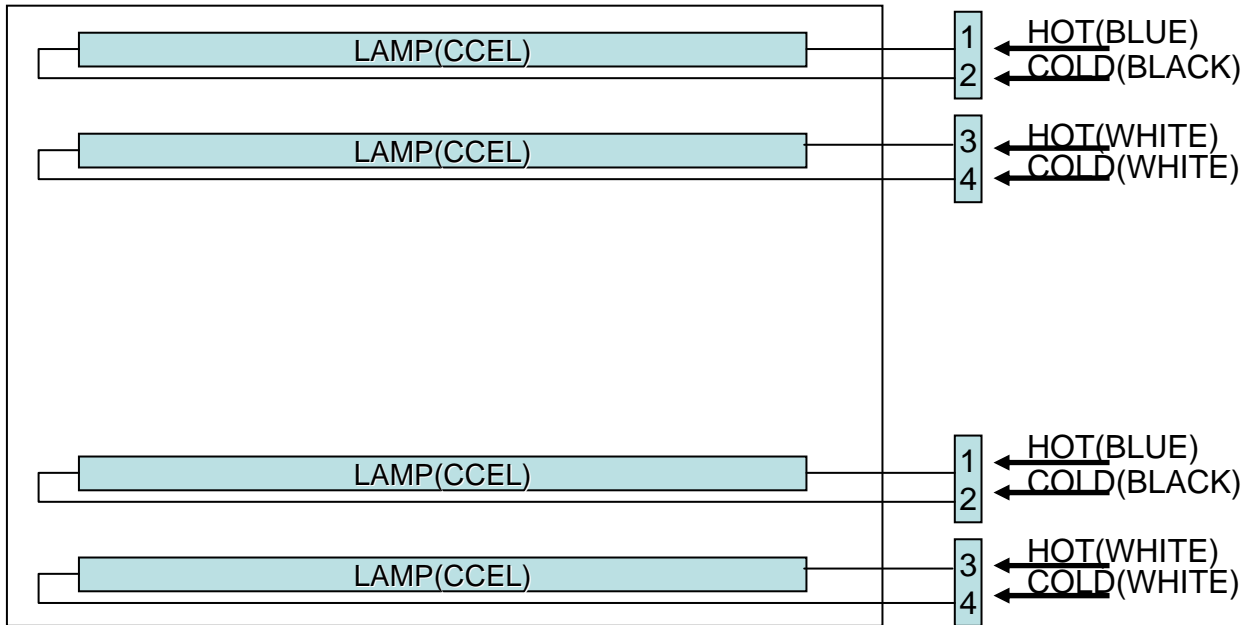 LAMP(CCEL)
1 HOT(BLUE)
2 COLD(BLACK)
LAMP(CCEL)
3 HOT(WHITE)
4 COLD(WHITE)
LAMP(CCEL)
1 HOT(BLUE)
2 COLD(BLACK)
LAMP(CCEL)
3 HOT(WHITE)
4 COLD(WHITE)